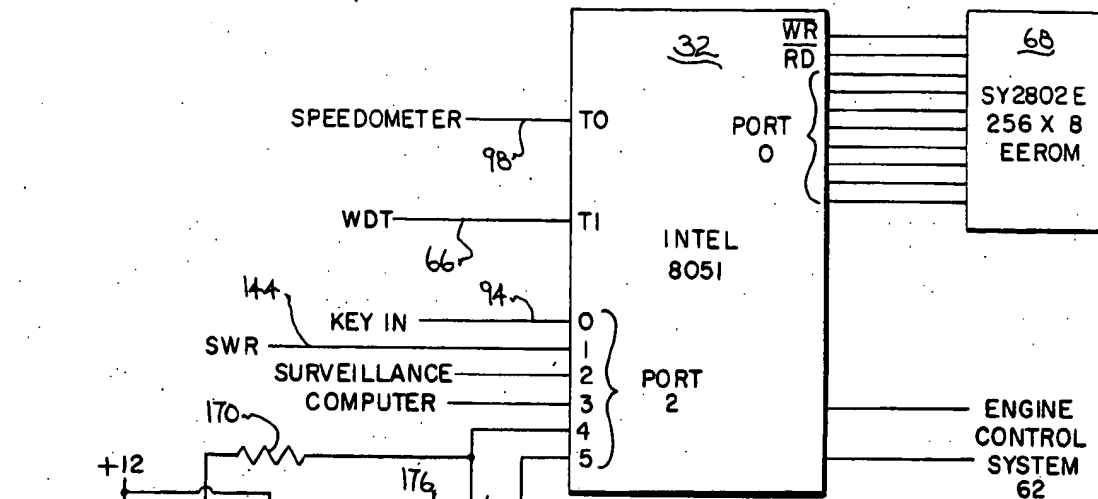 32
WR
RD
68
SPEEDOMETER
T0
98
PORT
0
SY2802E
256 X 8
EEROM
WDT
T1
66
INTEL
8051
144
94
KEY IN
0
SWR
1
SURVEILLANCE
2
PORT
2
COMPUTER
3
170
4
5
ENGINE
CONTROL
SYSTEM
62
+12
176